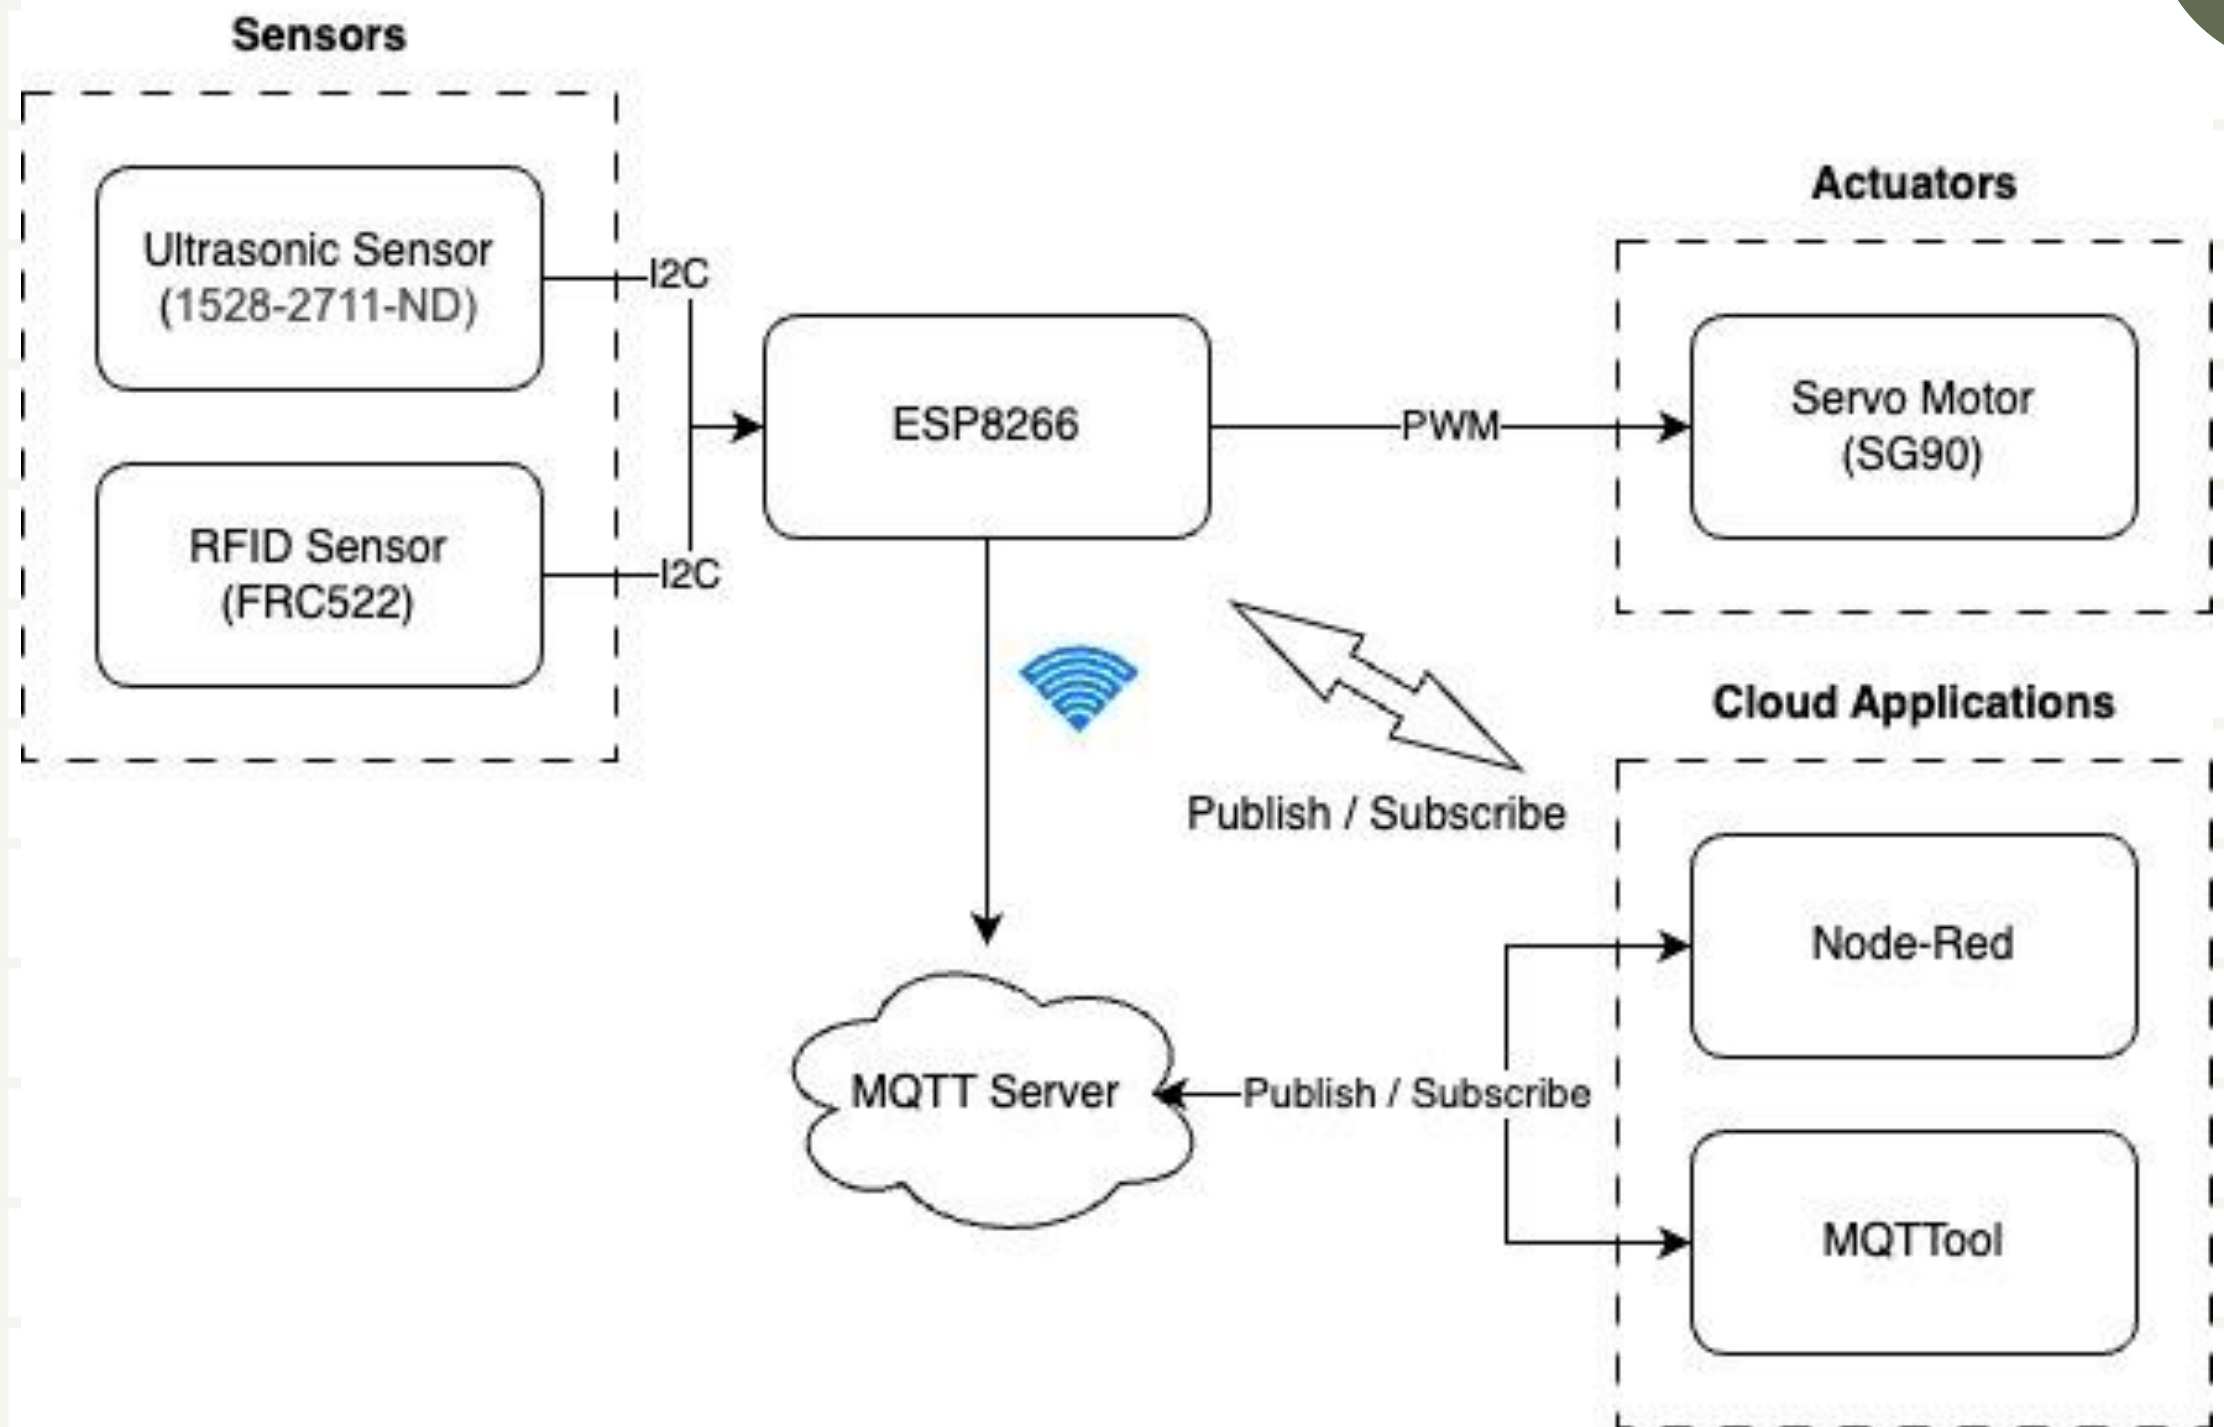 Sensors
Ultrasonic Sensor
(1528-2711-ND)
I2C
RFID Sensor
(FRC522)
I2C
ESP8266
PWM
Actuators
Servo Motor
(SG90)
Publish / Subscribe
Cloud Applications
Node-Red
MQTT Server
Publish / Subscribe
MQTTool